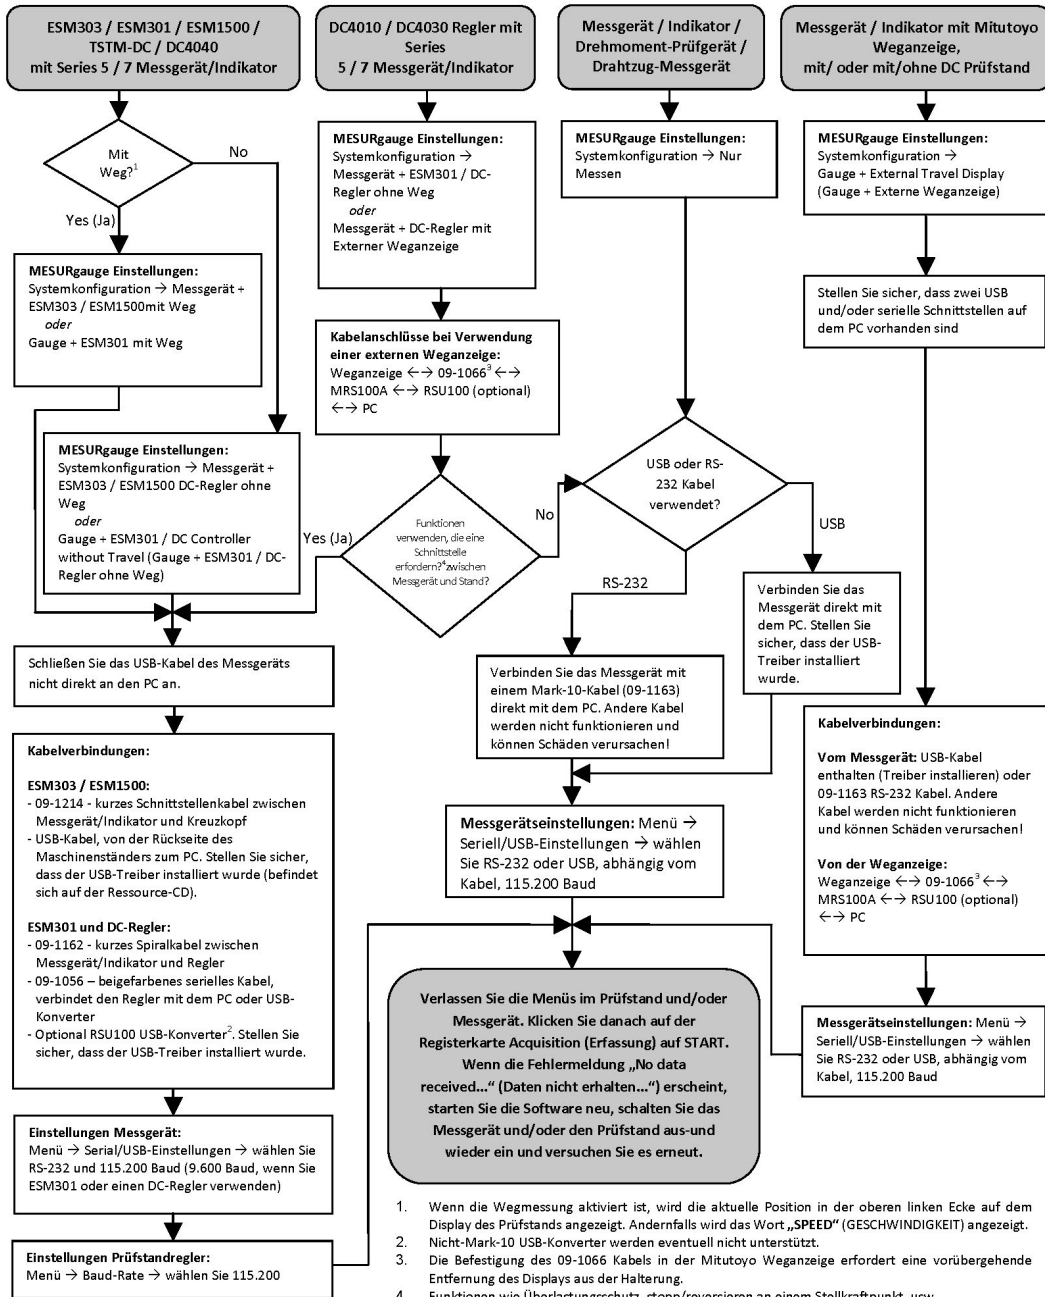 ESM303 / ESM301 / ESM1500 /
TSTM-DC / DC4040
mit Series 5 / 7 Messgerät/Indikator
DC4010 / DC4030 Regler mit
Series
5 / 7 Messgerät/Indikator
Messgerät / Indikator /
Drehmoment-Prüfgerät /
Drahtzug-Messgerät
Messgerät / Indikator mit Mitutoyo
Weganzeige,
mit/ oder mit/ohne DC Prüfstand
Mit
Weg?1
No
Yes (Ja)
MESURgauge Einstellungen:
Systemkonfiguration → Messgerät +
ESM303 / ESM1500mit Weg
oder
Gauge + ESM301 mit Weg
MESURgauge Einstellungen:
Systemkonfiguration → Messgerät +
ESM303 / ESM1500 DC-Regler ohne
Weg
oder
Gauge + ESM301 / DC Controller
without Travel (Gauge + ESM301 / DC-
Regler ohne Weg)
MESURgauge Einstellungen:
Systemkonfiguration →
Messgerät + ESM301 / DC-
Regler ohne Weg
oder
Messgerät + DC-Regler mit
Externer Weganzeige
Kabelanschlüsse bei Verwendung
einer externen Weganzeige:
Weganzeige ←→ 09-10663 ←→
MRS100A ←→ RSU100 (optional)
←→ PC
Funktionen
verwenden, die eine
Schnittstelle
erfordern?4 zwischen
Messgerät und Stand?
Yes (Ja)
No
MESURgauge Einstellungen:
Systemkonfiguration → Nur
Messen
USB oder RS-
232 Kabel
verwendet?
USB
RS-232
Verbinden Sie das
Messgerät direkt mit
dem PC. Stellen Sie
sicher, dass der USB-
Treiber installiert
wurde.
Verbinden Sie das Messgerät mit
einem Mark-10-Kabel (09-1163)
direkt mit dem PC. Andere Kabel
werden nicht funktionieren und
können Schäden verursachen!
Messgerätseinstellungen: Menü →
Seriell/USB-Einstellungen → wählen
Sie RS-232 oder USB, abhängig vom
Kabel, 115.200 Baud
MESURgauge Einstellungen:
Systemkonfiguration →
Gauge + External Travel Display
(Gauge + Externe Weganzeige)
Stellen Sie sicher, dass zwei USB
und/oder serielle Schnittstellen auf
dem PC vorhanden sind
Kabelverbindungen:
Vom Messgerät: USB-Kabel
enthalten (Treiber installieren) oder
09-1163 RS-232 Kabel. Andere
Kabel werden nicht funktionieren
und können Schäden verursachen!
Von der Weganzeige:
Weganzeige ←→ 09-10663 ←→
MRS100A ←→ RSU100 (optional)
←→ PC
Messgerätseinstellungen: Menü →
Seriell/USB-Einstellungen → wählen
Sie RS-232 oder USB, abhängig vom
Kabel, 115.200 Baud
Schließen Sie das USB-Kabel des Messgeräts
nicht direkt an den PC an.
Kabelverbindungen:
ESM303 / ESM1500:
- 09-1214 - kurzes Schnittstellenkabel zwischen
Messgerät/Indikator und Kreuzkopf
- USB-Kabel, von der Rückseite des
Maschinenständers zum PC. Stellen Sie sicher,
dass der USB-Treiber installiert wurde (befindet
sich auf der Ressource-CD).
ESM301 und DC-Regler:
- 09-1162 - kurzes Spiralkabel zwischen
Messgerät/Indikator und Regler
- 09-1056 – beigefarbenes serielles Kabel,
verbindet den Regler mit dem PC oder USB-
Konverter
- Optional RSU100 USB-Konverter2. Stellen Sie
sicher, dass der USB-Treiber installiert wurde.
Einstellungen Messgerät:
Menü → Serial/USB-Einstellungen → wählen Sie
RS-232 und 115.200 Baud (9.600 Baud, wenn Sie
ESM301 oder einen DC-Regler verwenden)
Einstellungen Prüfstandregler:
Menü → Baud-Rate → wählen Sie 115.200
Verlassen Sie die Menüs im Prüfstand und/oder
Messgerät. Klicken Sie danach auf der
Registerkarte Acquisition (Erfassung) auf START.
Wenn die Fehlermeldung „No data
received...“ (Daten nicht erhalten...“) erscheint,
starten Sie die Software neu, schalten Sie das
Messgerät und/oder den Prüfstand aus-und
wieder ein und versuchen Sie es erneut.
1. Wenn die Wegmessung aktiviert ist, wird die aktuelle Position in der oberen linken Ecke auf dem
Display des Prüfstands angezeigt. Andernfalls wird das Wort „SPEED“ (GESCHWINDIGKEIT) angezeigt.
2. Nicht-Mark-10 USB-Konverter werden eventuell nicht unterstützt.
3. Die Befestigung des 09-1066 Kabels in der Mitutoyo Weganzeige erfordert eine vorübergehende
Entfernung des Displays aus der Halterung.
4. Funktionen wie Überlastungsschutz, stopp/reversieren an einem Stellkraftpunkt, usw.